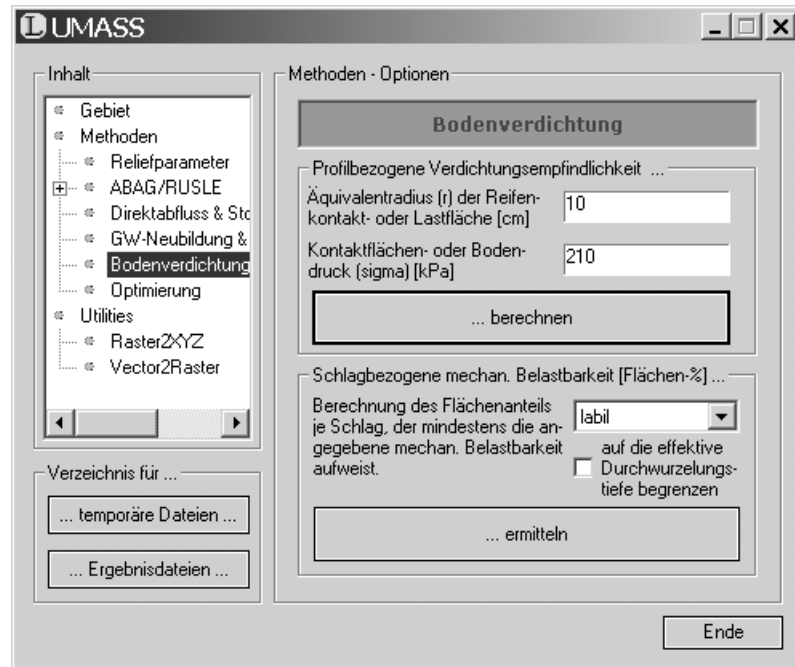 UMASS
Inhalt
Gebiet
Methoden
Reliefparameter
ABAG/RUSLE
Direktabfluss & Sto
GW-Neubildung &
Bodenverdichtung
Optimierung
Utilities
Raster2XYZ
Vector2Raster
Verzeichnis für ...
... temporäre Dateien ...
... Ergebnisdateien ...
Methoden - Optionen
Bodenverdichtung
Profilbezogene Verdichtungsempfindlichkeit ...
Äquivalentradius (r) der Reifen-
kontakt- oder Lastfläche [cm]
10
Kontaktflächen- oder Boden-
druck (sigma) [kPa]
210
... berechnen
Schlagbezogene mechan. Belastbarkeit [Flächen-%] ...
Berechnung des Flächenanteils
je Schlag, der mindestens die an-
gegebene mechan. Belastbarkeit
aufweist.
labil
auf die effektive
Durchwurzelungs-
tiefe begrenzen
... ermitteln
Ende